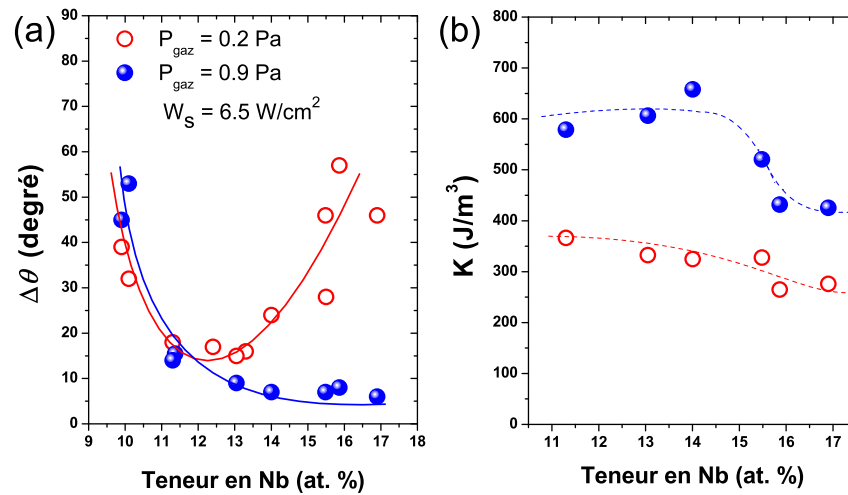 (a)
P_gaz = 0.2 Pa
P_gaz = 0.9 Pa
W_S = 6.5 W/cm²
Δθ (degré)
90
80
70
60
50
40
30
20
10
0
9 10 11 12 13 14 15 16 17 18
Teneur en Nb (at. %)
(b)
K (J/m³)
800
700
600
500
400
300
200
100
0
11 12 13 14 15 16 17
Teneur en Nb (at. %)